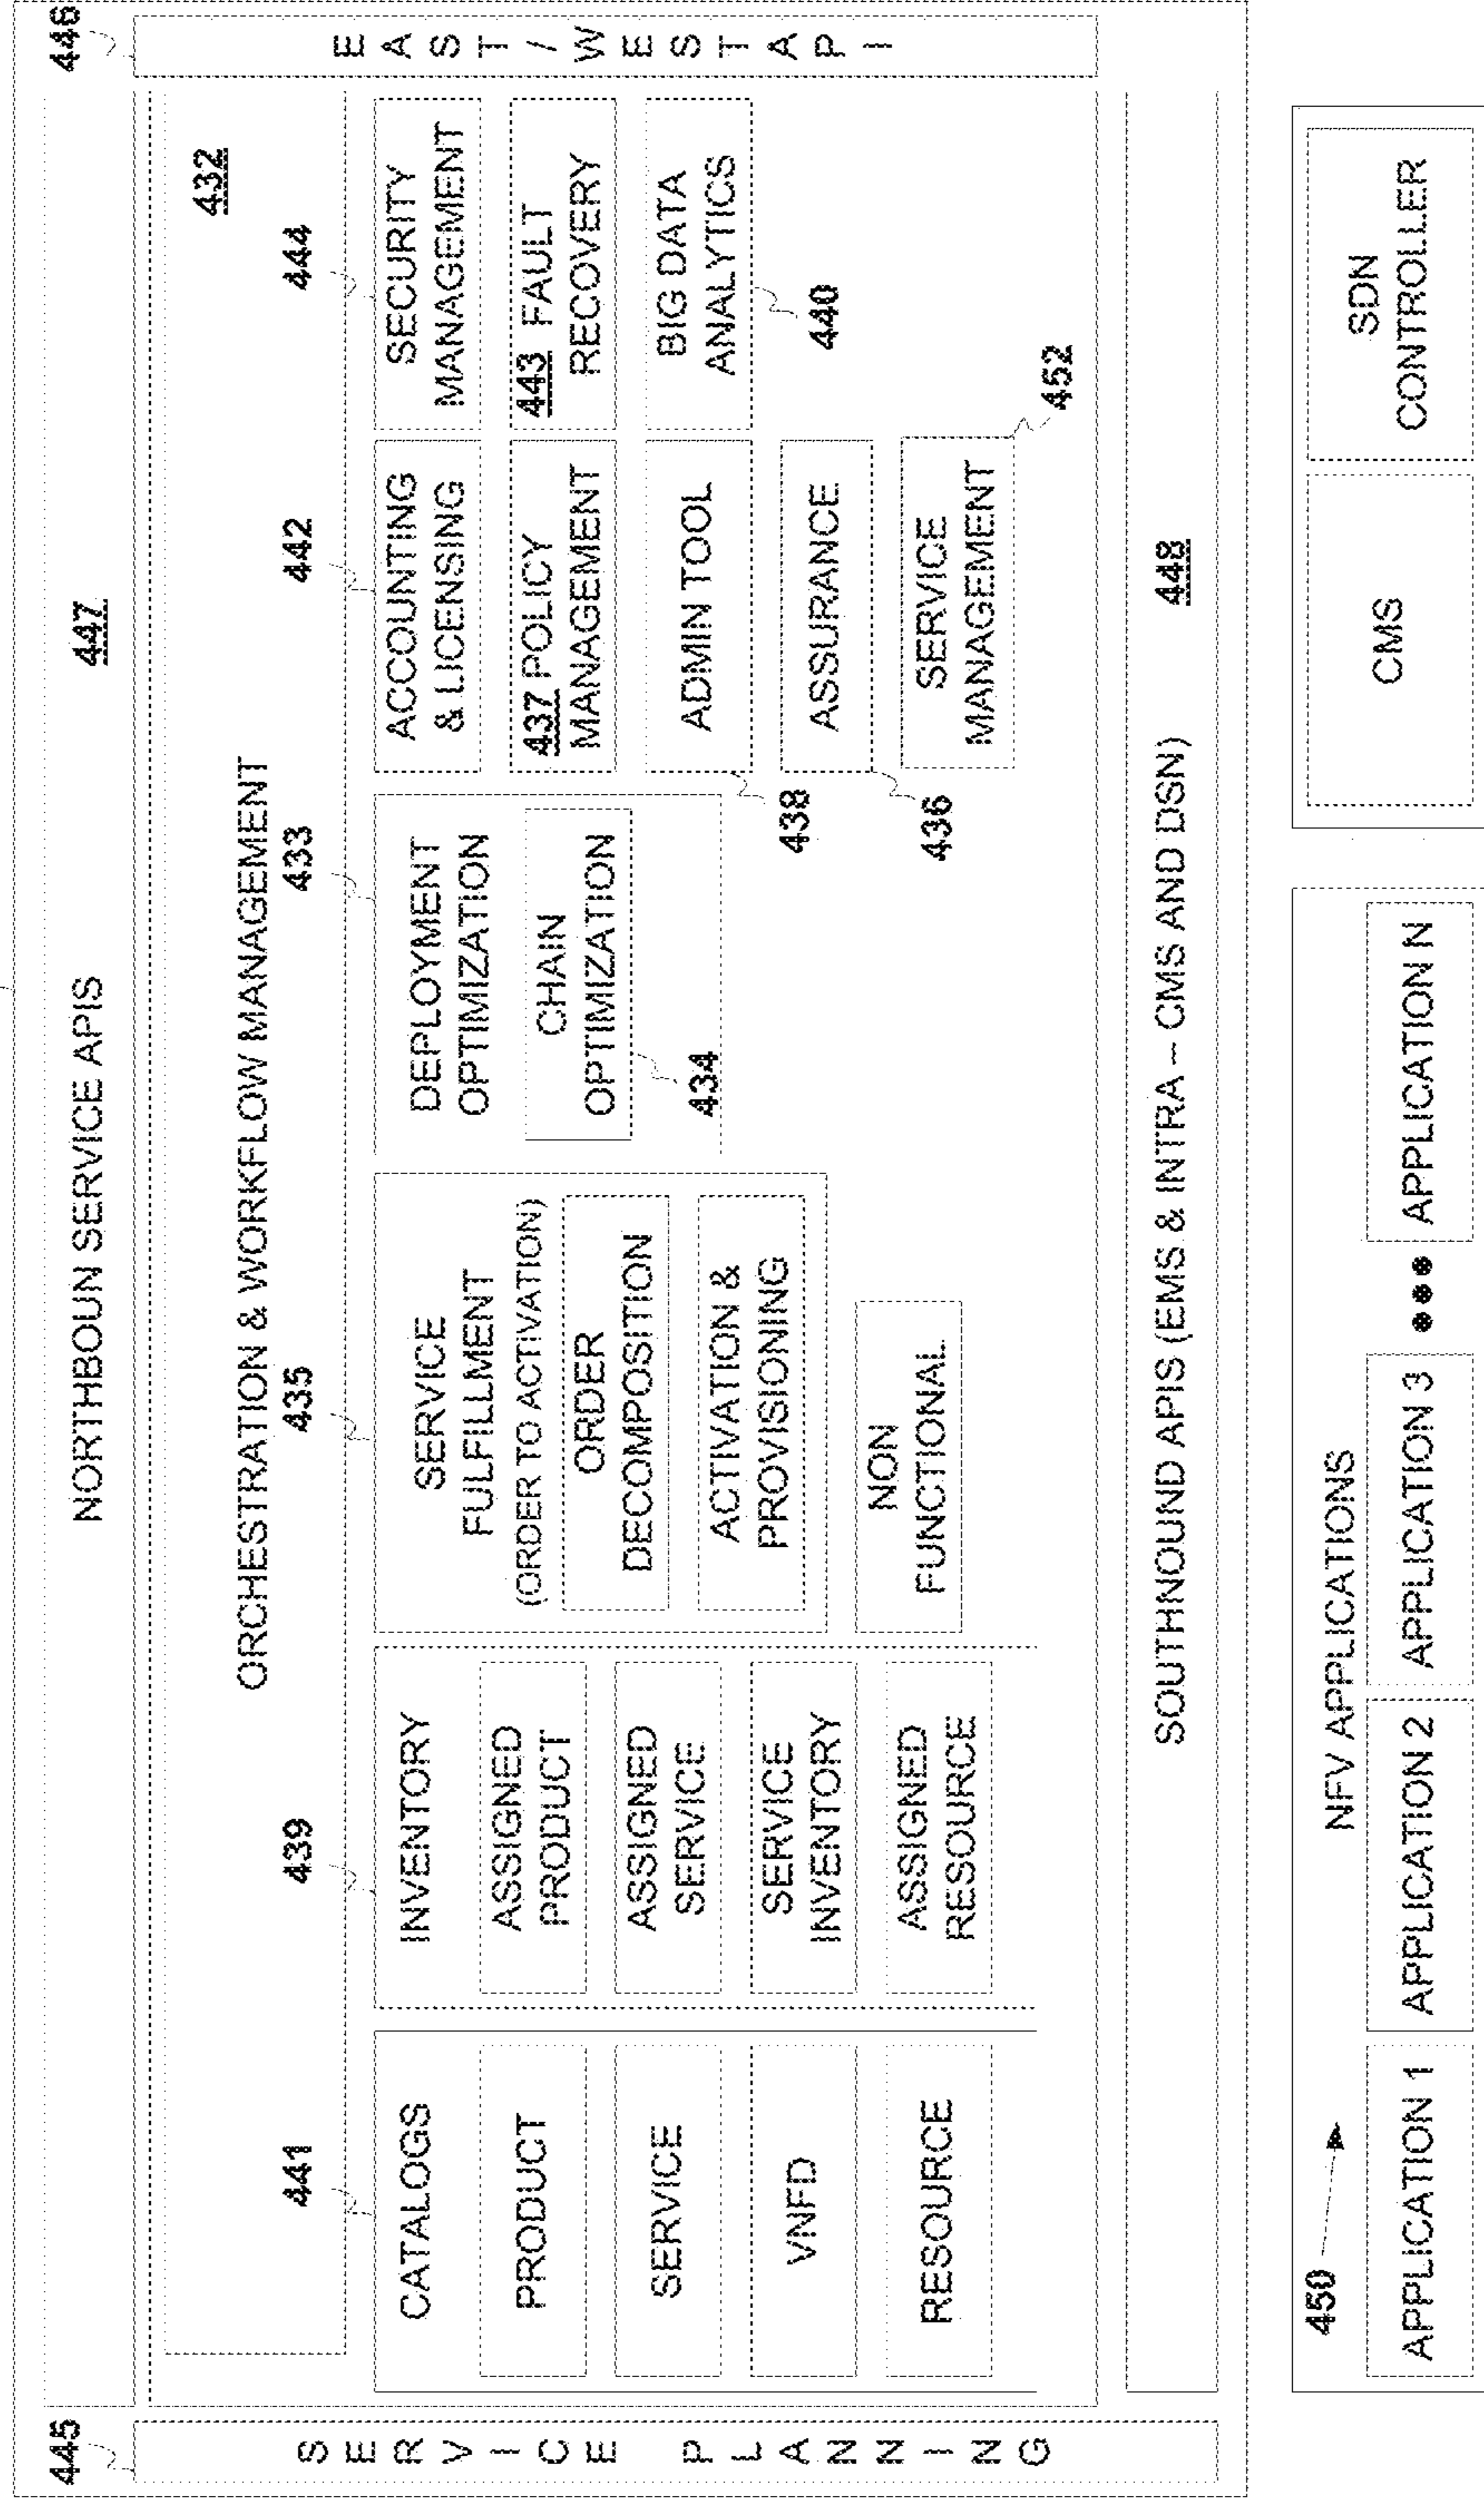 445
446
NORTHBOUN SERVICE APIS
447
SERVICE PLANNING
EAST/WESTAPI
432
ORCHESTRATION & WORKFLOW MANAGEMENT
441
439
435
433
442
444
CATALOGS
PRODUCT
SERVICE
VNFD
RESOURCE
INVENTORY
ASSIGNED
PRODUCT
ASSIGNED
SERVICE
SERVICE
INVENTORY
ASSIGNED
RESOURCE
SERVICE
FULFILLMENT
(ORDER TO ACTIVATION)
ORDER
DECOMPOSITION
ACTIVATION &
PROVISIONING
NON
FUNCTIONAL
DEPLOYMENT
OPTIMIZATION
CHAIN
OPTIMIZATION
434
ACCOUNTING
& LICENSING
437 POLICY
MANAGEMENT
ADMIN TOOL
438
ASSURANCE
436
SERVICE
MANAGEMENT
452
SECURITY
MANAGEMENT
443 FAULT
RECOVERY
BIG DATA
ANALYTICS
440
SOUTHNOUND APIS (EMS & INTRA – CMS AND DSN)
448
450
NFV APPLICATIONS
APPLICATION 1
APPLICATION 2
APPLICATION 3
APPLICATION N
CMS
SDN
CONTROLLER